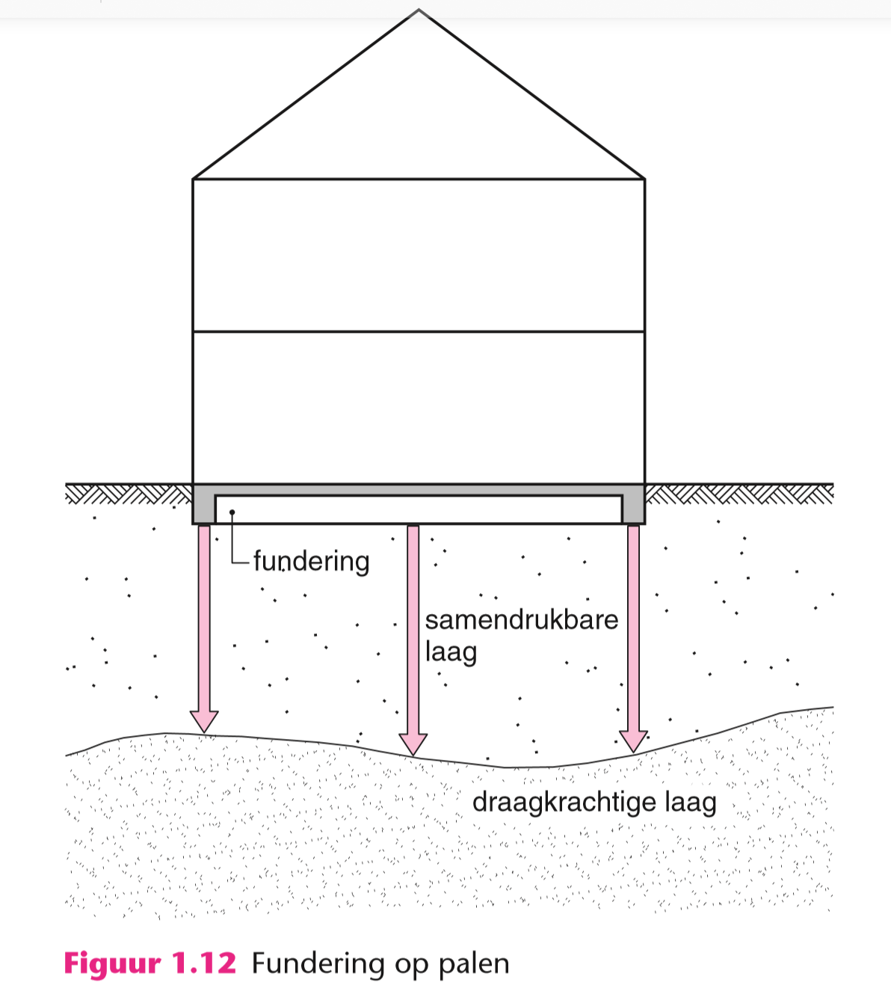 fundering
samendrukbare
laag
draagkrachtige laag
Figuur 1.12 Fundering op palen